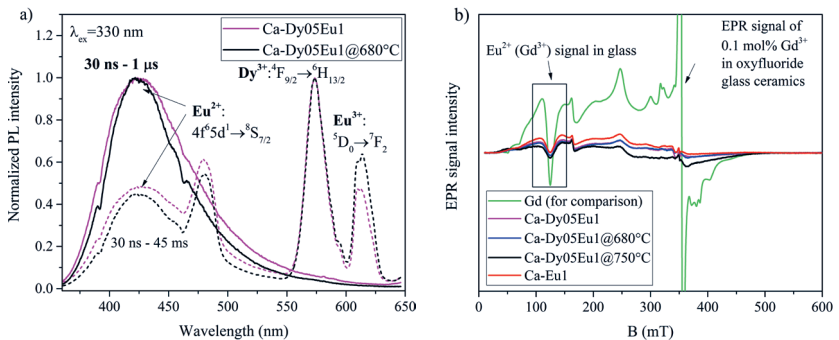 a)
λex=330 nm
Ca-Dy05Eu1
Ca-Dy05Eu1@680°C
30 ns - 1 μs
Dy³⁺:⁴F₉/₂→⁶H₁₃/₂
Eu²⁺:
4f⁶5d¹→⁸S₇/₂
Eu³⁺:
⁵D₀→⁷F₂
30 ns - 45 ms
Normalized PL intensity
1.0
0.8
0.6
0.4
0.2
0.0
400 450 500 550 600 650
Wavelength (nm)
b)
Eu²⁺ (Gd³⁺) signal in glass
EPR signal of
0.1 mol% Gd³⁺
in oxyfluoride
glass ceramics
EPR signal intensity
Gd (for comparison)
Ca-Dy05Eu1
Ca-Dy05Eu1@680°C
Ca-Dy05Eu1@750°C
Ca-Eu1
0 100 200 300 400 500 600
B (mT)